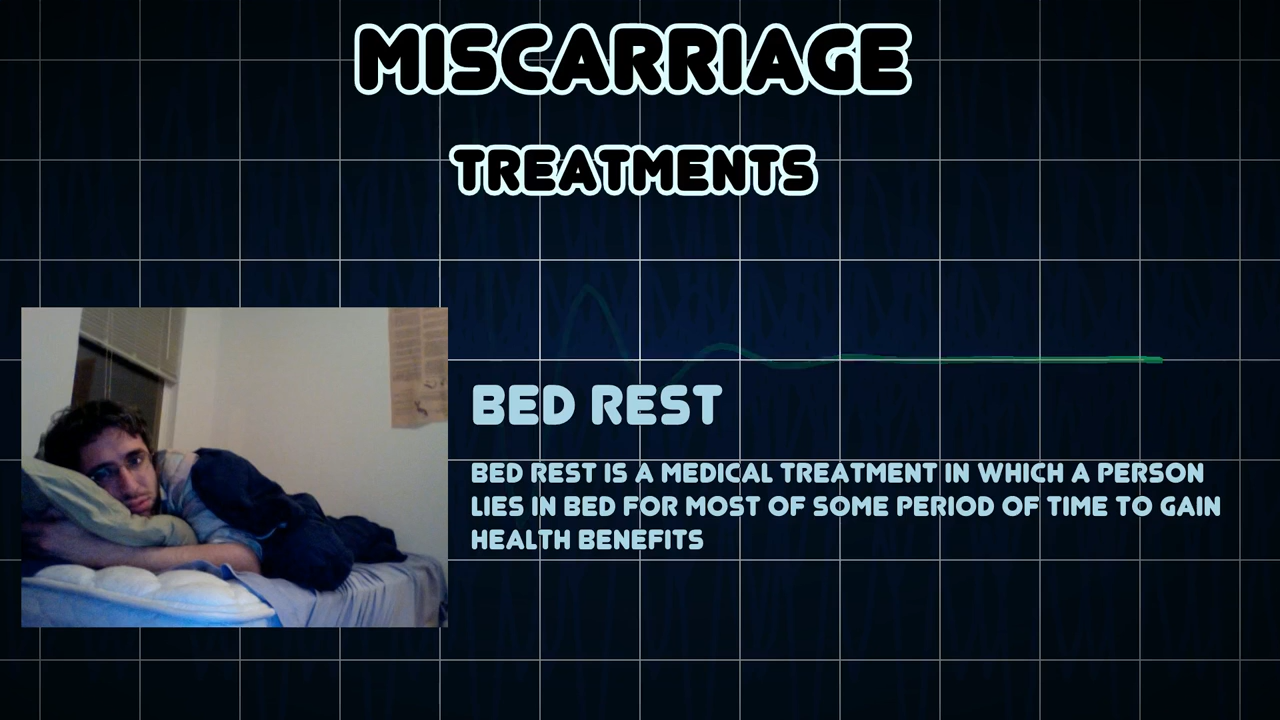 MISCARRIAGE
TREATMENTS
BED REST
BED REST IS A MEDICAL TREATMENT IN WHICH A PERSON
LIES IN BED FOR MOST OF SOME PERIOD OF TIME TO GAIN
HEALTH BENEFITS